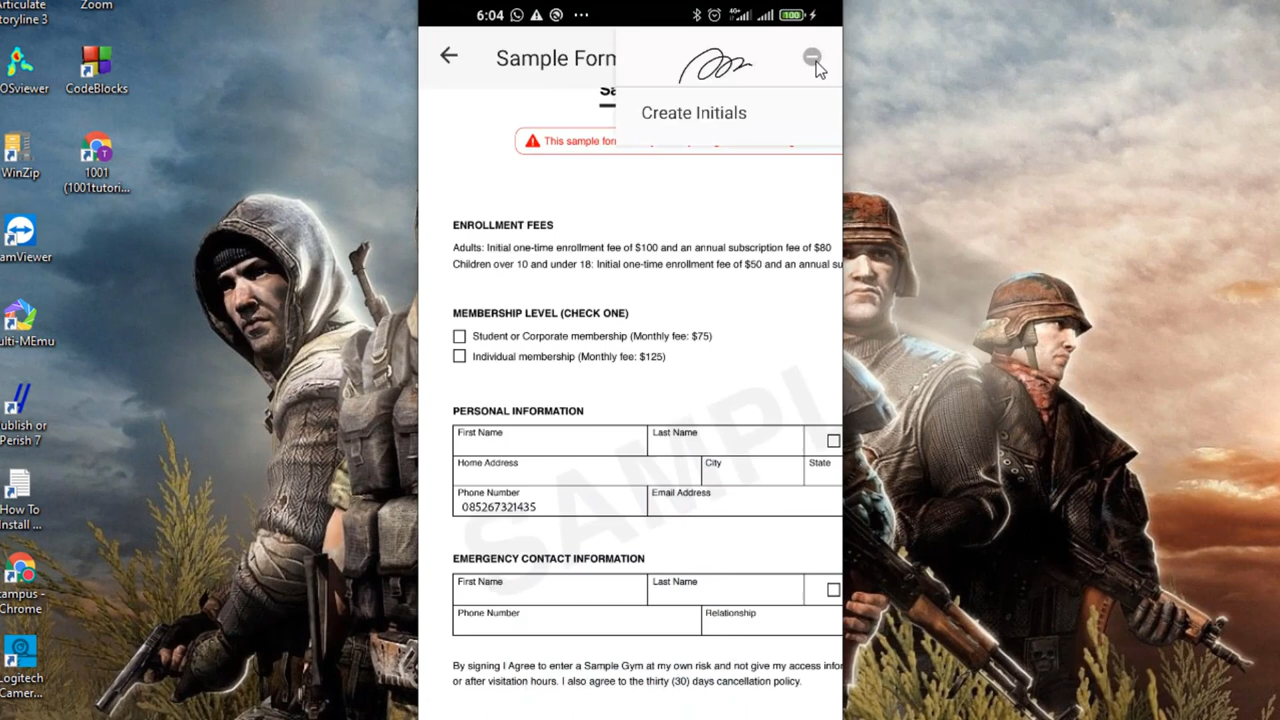 Articulate
Storyline 3
Zoom
OSviewer
CodeBlocks
WinZip
1001
(1001tutori...
amViewer
ulti-MEmu
ublish or
Perish 7
How To
Install ...
ampus -
Chrome
Logitech
Camer...
6:04
4G+
100
Sample Form
Create Initials
This sample for
ENROLLMENT FEES
Adults: Initial one-time enrollment fee of $100 and an annual subscription fee of $80
Children over 10 and under 18: Initial one-time enrollment fee of $50 and an annual su
MEMBERSHIP LEVEL (CHECK ONE)
Student or Corporate membership (Monthly fee: $75)
Individual membership (Monthly fee: $125)
PERSONAL INFORMATION
First Name Last Name
Home Address City State
Phone Number Email Address
085267321435
EMERGENCY CONTACT INFORMATION
First Name Last Name
Phone Number Relationship
By signing I Agree to enter a Sample Gym at my own risk and not give my access infor
or after visitation hours. I also agree to the thirty (30) days cancellation policy.
SAMPL